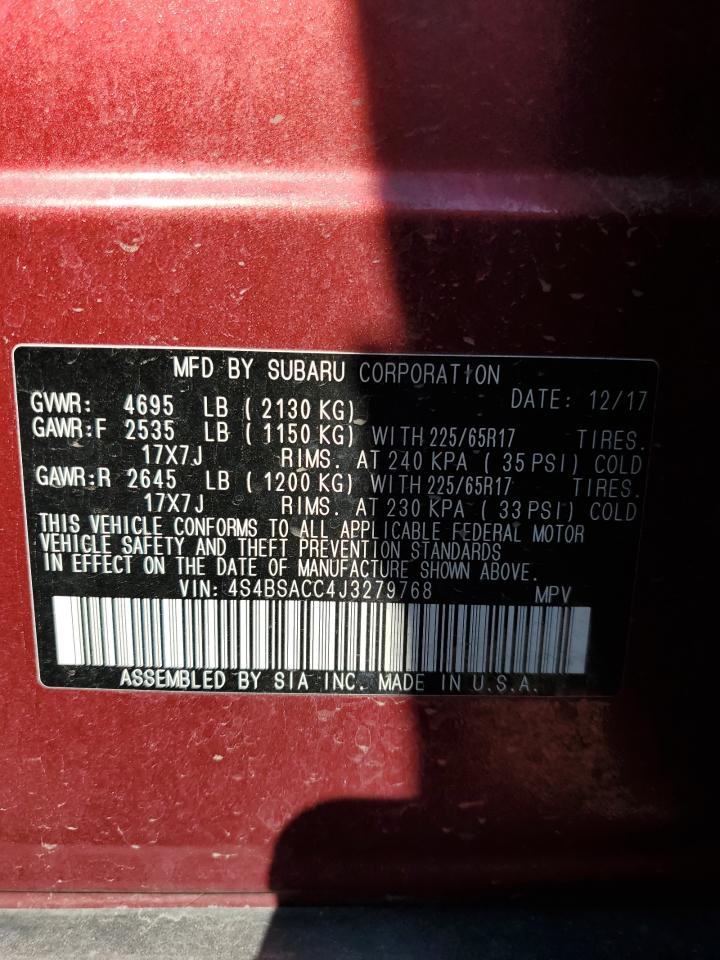 MFD BY SUBARU CORPORATION
DATE: 12/17
GVWR: 4695 LB ( 2130 KG)
GAWR:F 2535 LB ( 1150 KG) WITH 225/65R17 TIRES.
17X7J RIMS. AT 240 KPA ( 35 PSI) COLD
GAWR:R 2645 LB ( 1200 KG) WITH 225/65R17 TIRES.
17X7J RIMS. AT 230 KPA ( 33 PSI) COLD
THIS VEHICLE CONFORMS TO ALL APPLICABLE FEDERAL MOTOR
VEHICLE SAFETY AND THEFT PREVENTION STANDARDS
IN EFFECT ON THE DATE OF MANUFACTURE SHOWN ABOVE.
VIN: 4S4BSACC4J3279768 MPV
ASSEMBLED BY SIA INC. MADE IN U.S.A.